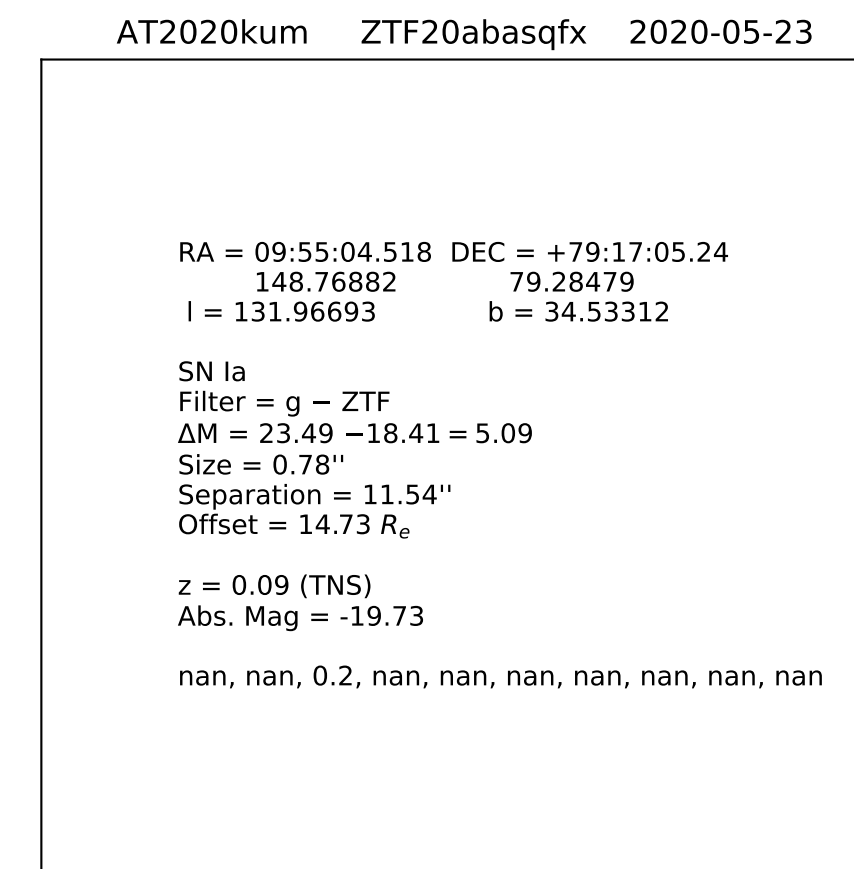 AT2020kum ZTF20abasqfx 2020-05-23
RA = 09:55:04.518 DEC = +79:17:05.24
148.76882 79.28479
l = 131.96693 b = 34.53312
SN Ia
Filter = g − ZTF
ΔM = 23.49 −18.41 = 5.09
Size = 0.78''
Separation = 11.54''
Offset = 14.73 Rₑ
z = 0.09 (TNS)
Abs. Mag = -19.73
nan, nan, 0.2, nan, nan, nan, nan, nan, nan, nan